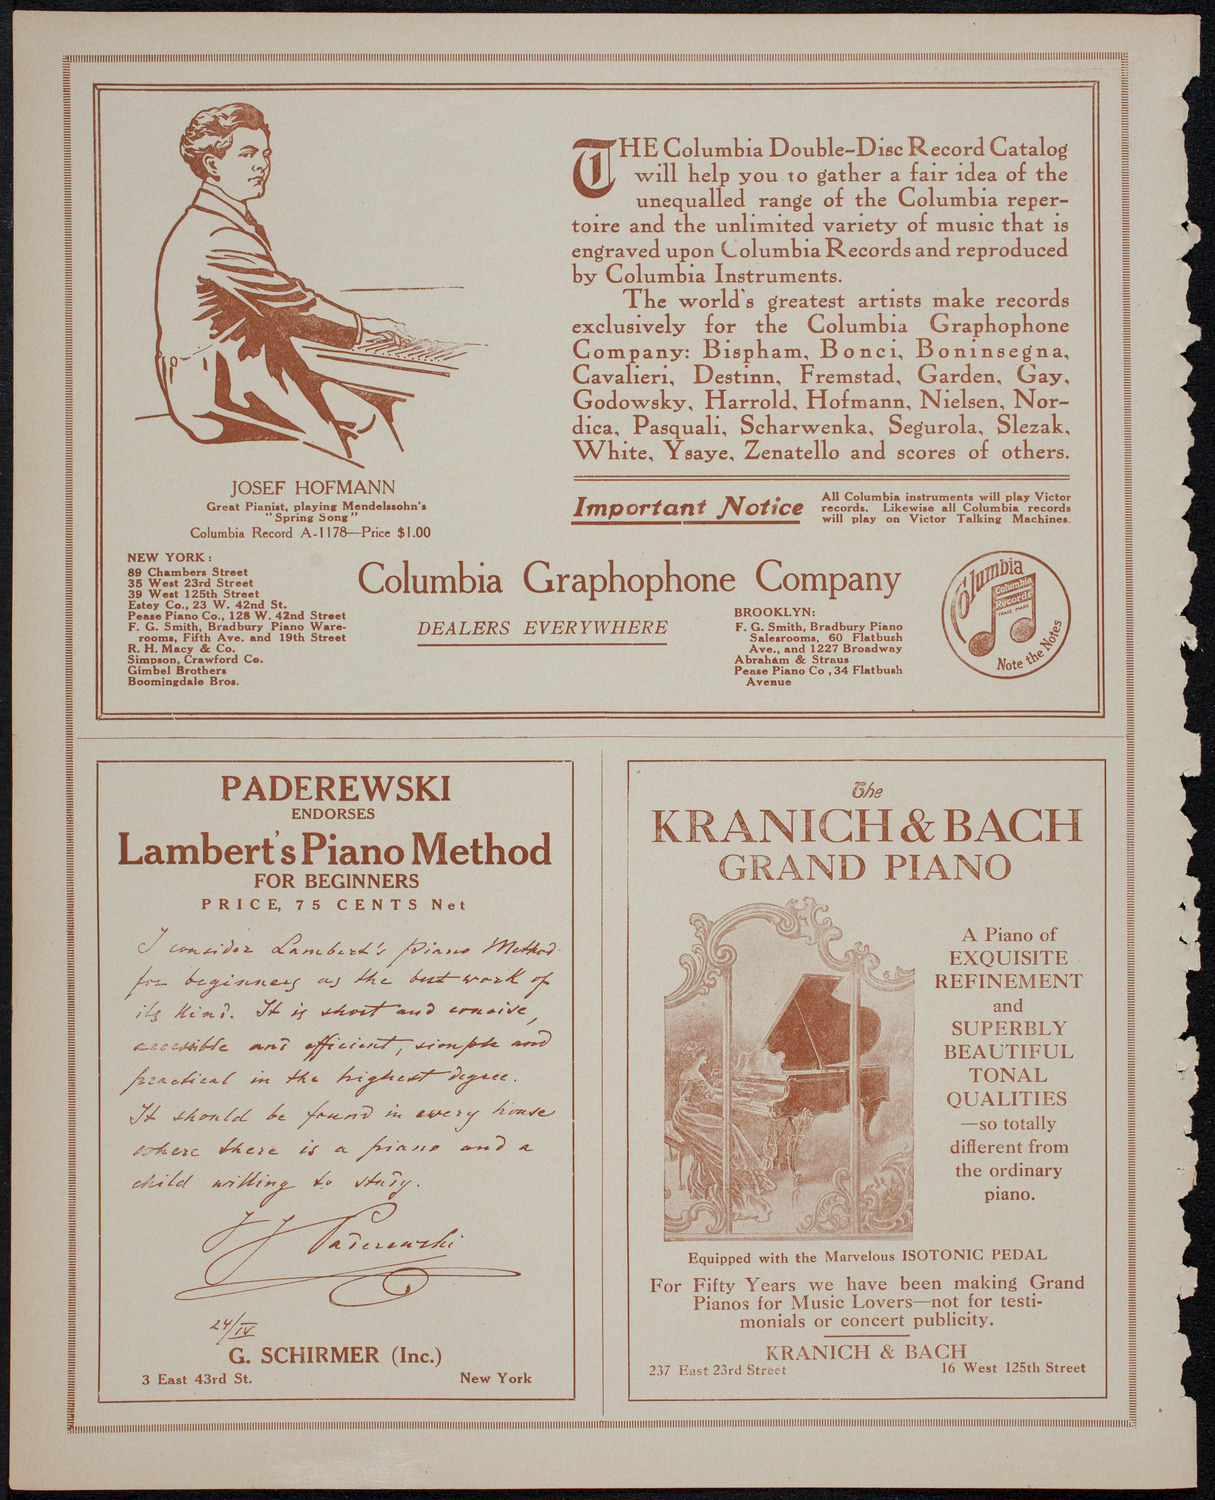 THE Columbia Double-Disc Record Catalog
will help you to gather a fair idea of the
unequalled range of the Columbia reper-
toire and the unlimited variety of music that is
engraved upon Columbia Records and reproduced
by Columbia Instruments.
The world's greatest artists make records
exclusively for the Columbia Graphophone
Company: Bispham, Bonci, Boninsegna,
Cavalieri, Destinn, Fremstad, Garden, Gay,
Godowsky, Harrold, Hofmann, Nielsen, Nor-
dica, Pasquali, Scharwenka, Segurola, Slezak,
White, Ysaye, Zenatello and scores of others.
JOSEF HOFMANN
Great Pianist, playing Mendelssohn's
"Spring Song"
Columbia Record A-1178—Price $1.00
Important Notice
All Columbia instruments will play Victor
records. Likewise all Columbia records
will play on Victor Talking Machines.
NEW YORK:
89 Chambers Street
35 West 23rd Street
39 West 125th Street
Estey Co., 23 W. 42nd St.
Pease Piano Co., 128 W. 42nd Street
F. G. Smith, Bradbury Piano Ware-
rooms, Fifth Ave. and 19th Street
R. H. Macy & Co.
Simpson, Crawford Co.
Gimbel Brothers
Boomingdale Bros.
Columbia Graphophone Company
DEALERS EVERYWHERE
BROOKLYN:
F. G. Smith, Bradbury Piano
Salesrooms, 60 Flatbush
Ave., and 1227 Broadway
Abraham & Straus
Pease Piano Co., 34 Flatbush
Avenue
Columbia
Columbia
Records
TRADE MARK
Note the Notes
PADEREWSKI
ENDORSES
Lambert's Piano Method
FOR BEGINNERS
PRICE, 75 CENTS Net
I consider Lambert's Piano Method
for beginners as the best work of
its kind. It is short and concise,
accessible and efficient, simple and
practical in the highest degree.
It should be found in every house
where there is a piano and a
child willing to study.
I J Paderewski
24/IV
G. SCHIRMER (Inc.)
3 East 43rd St. New York
The
KRANICH & BACH
GRAND PIANO
A Piano of
EXQUISITE
REFINEMENT
and
SUPERBLY
BEAUTIFUL
TONAL
QUALITIES
—so totally
different from
the ordinary
piano.
Equipped with the Marvelous ISOTONIC PEDAL
For Fifty Years we have been making Grand
Pianos for Music Lovers—not for testi-
monials or concert publicity.
KRANICH & BACH
237 East 23rd Street 16 West 125th Street